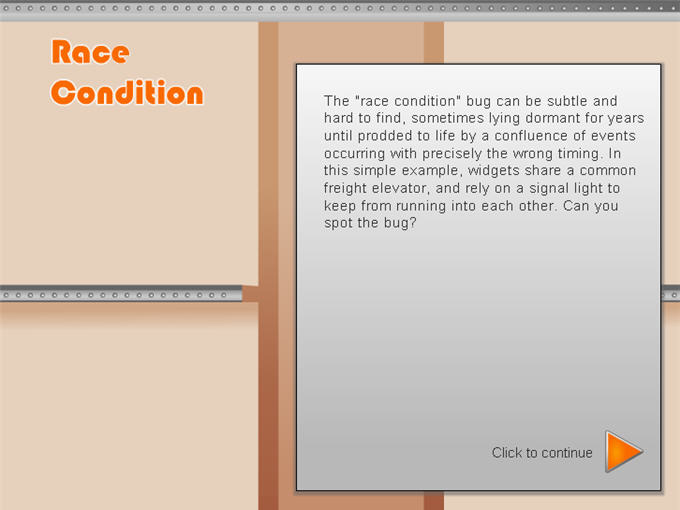 Race
Condition
The "race condition" bug can be subtle and
hard to find, sometimes lying dormant for years
until prodded to life by a confluence of events
occurring with precisely the wrong timing. In
this simple example, widgets share a common
freight elevator, and rely on a signal light to
keep from running into each other. Can you
spot the bug?
Click to continue